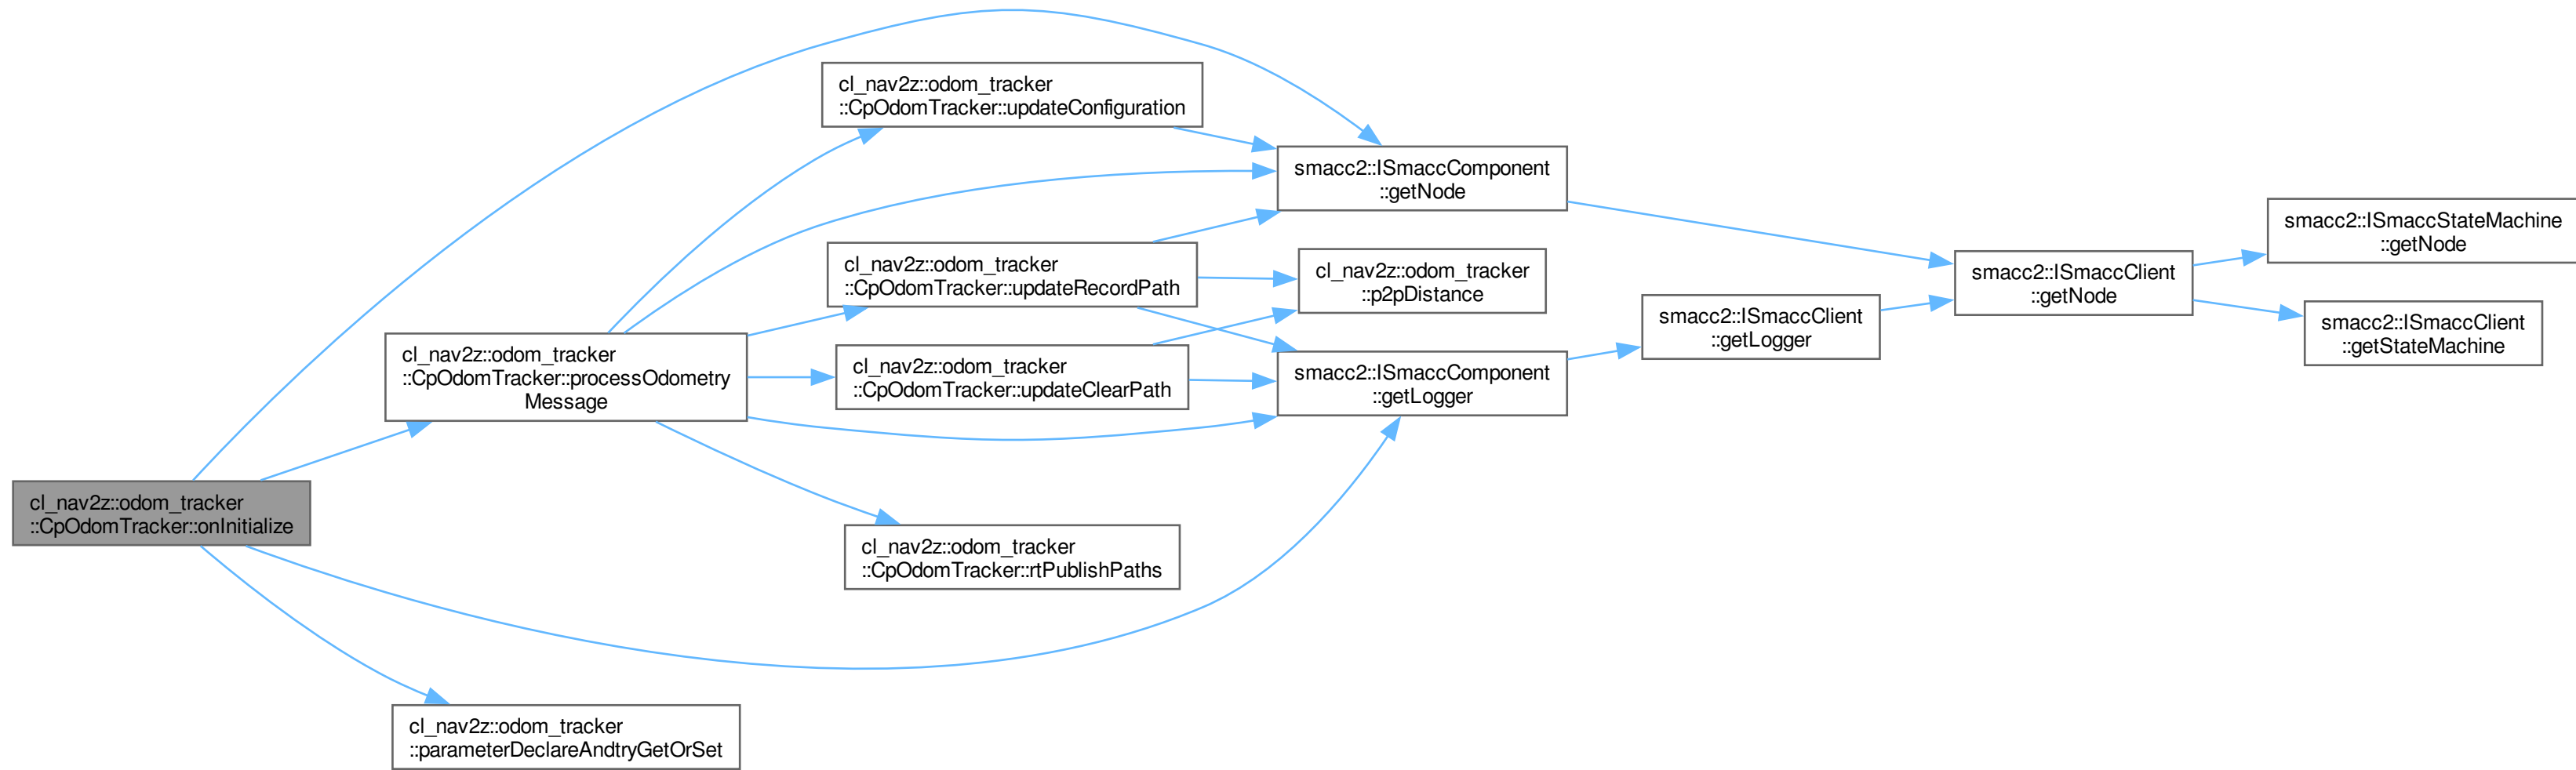 cl_nav2z::odom_tracker
::CpOdomTracker::onInitialize
cl_nav2z::odom_tracker
::CpOdomTracker::processOdometry
Message
cl_nav2z::odom_tracker
::parameterDeclareAndtryGetOrSet
cl_nav2z::odom_tracker
::CpOdomTracker::updateConfiguration
cl_nav2z::odom_tracker
::CpOdomTracker::updateRecordPath
cl_nav2z::odom_tracker
::CpOdomTracker::updateClearPath
cl_nav2z::odom_tracker
::CpOdomTracker::rtPublishPaths
smacc2::ISmaccComponent
::getNode
cl_nav2z::odom_tracker
::p2pDistance
smacc2::ISmaccComponent
::getLogger
smacc2::ISmaccClient
::getLogger
smacc2::ISmaccClient
::getNode
smacc2::ISmaccStateMachine
::getNode
smacc2::ISmaccClient
::getStateMachine